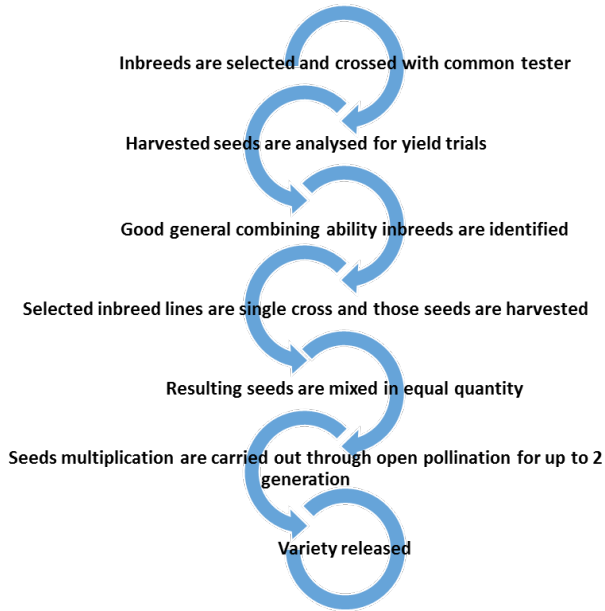 Inbreeds are selected and crossed with common tester
Harvested seeds are analysed for yield trials
Good general combining ability inbreeds are identified
Selected inbreed lines are single cross and those seeds are harvested
Resulting seeds are mixed in equal quantity
Seeds multiplication are carried out through open pollination for up to 2
generation
Variety released